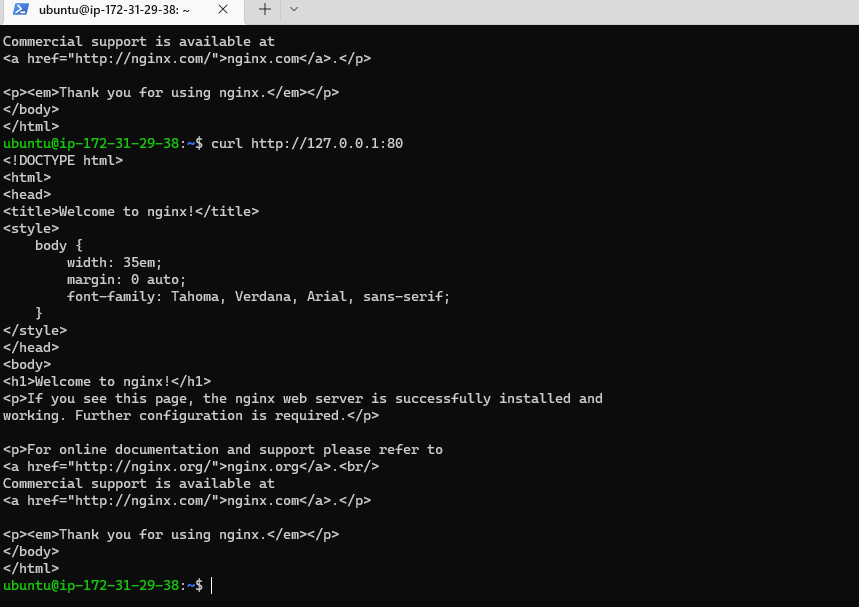 ubuntu@ip-172-31-29-38: ~
Commercial support is available at
<a href="http://nginx.com/">nginx.com</a>.</p>

<p><em>Thank you for using nginx.</em></p>
</body>
</html>
ubuntu@ip-172-31-29-38:~$ curl http://127.0.0.1:80
<!DOCTYPE html>
<html>
<head>
<title>Welcome to nginx!</title>
<style>
    body {
        width: 35em;
        margin: 0 auto;
        font-family: Tahoma, Verdana, Arial, sans-serif;
    }
</style>
</head>
<body>
<h1>Welcome to nginx!</h1>
<p>If you see this page, the nginx web server is successfully installed and
working. Further configuration is required.</p>

<p>For online documentation and support please refer to
<a href="http://nginx.org/">nginx.org</a>.<br/>
Commercial support is available at
<a href="http://nginx.com/">nginx.com</a>.</p>

<p><em>Thank you for using nginx.</em></p>
</body>
</html>
ubuntu@ip-172-31-29-38:~$